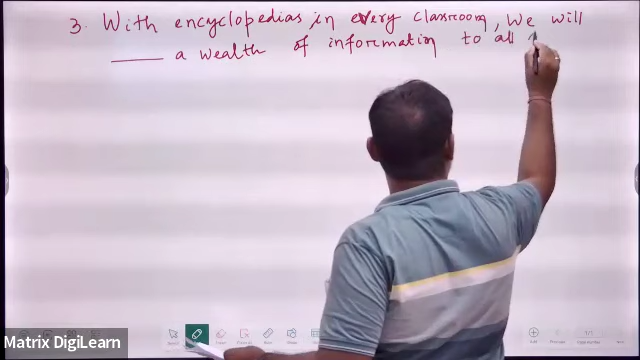 3. With encyclopedias in every classroom, We will
_____ a wealth of information to all
Matrix DigiLearn